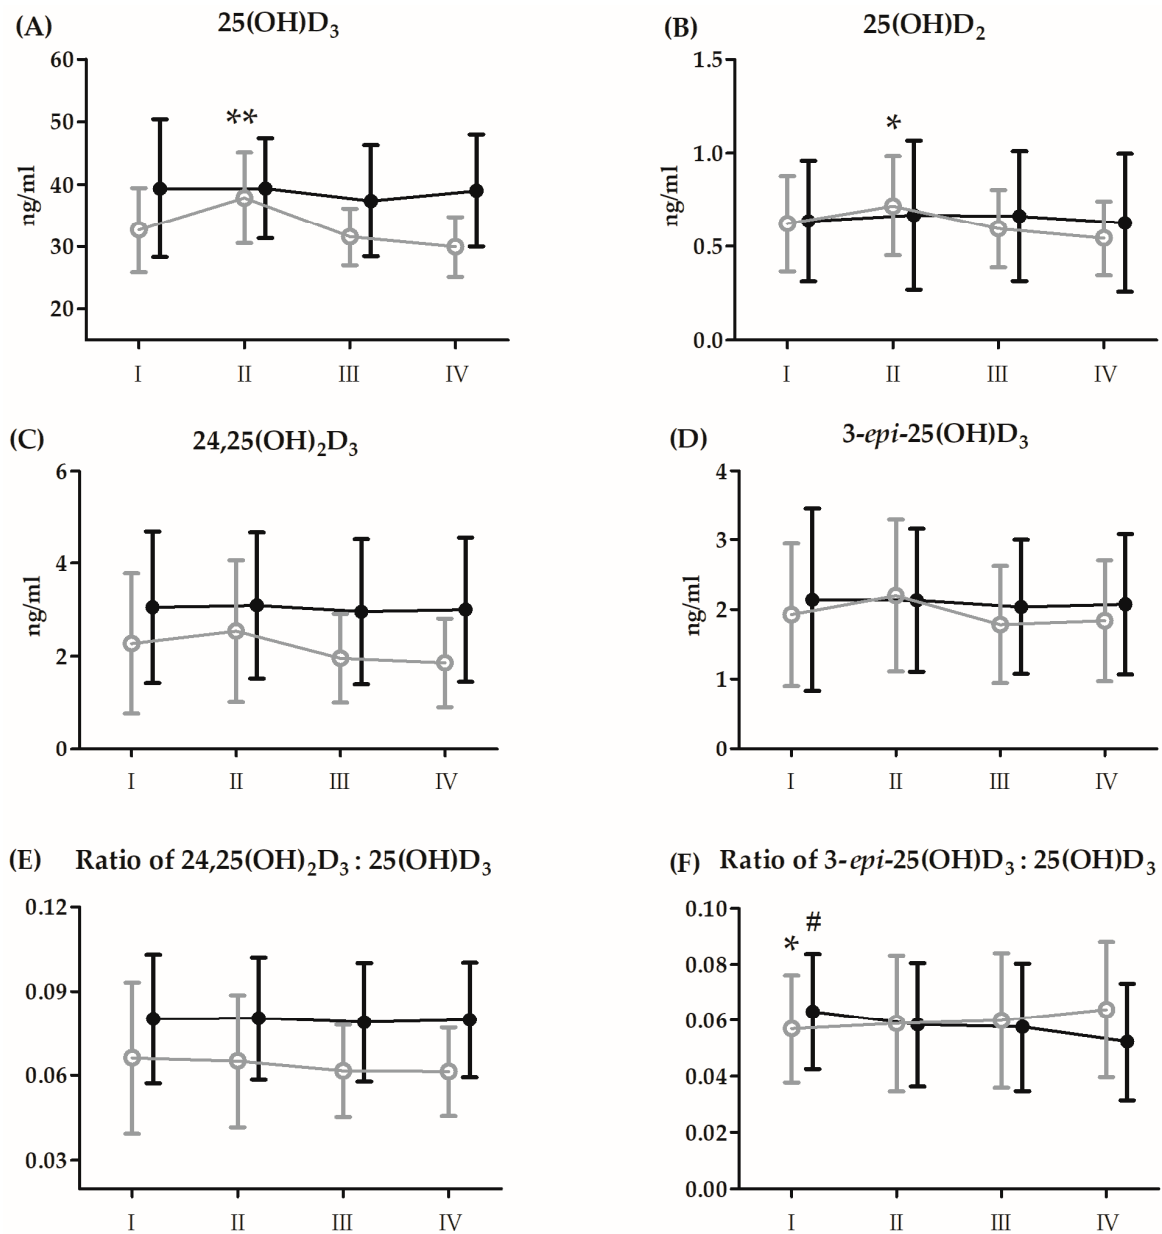 (A) 25(OH)D₃
60
50
40
30
20
ng/ml
**
I II III IV
(B) 25(OH)D₂
1.5
1.0
0.5
0.0
ng/ml
*
I II III IV
(C) 24,25(OH)₂D₃
6
4
2
0
ng/ml
I II III IV
(D) 3-epi-25(OH)D₃
4
3
2
1
0
ng/ml
I II III IV
(E) Ratio of 24,25(OH)₂D₃ : 25(OH)D₃
0.12
0.09
0.06
0.03
I II III IV
(F) Ratio of 3-epi-25(OH)D₃ : 25(OH)D₃
0.10
0.08
0.06
0.04
0.02
0.00
* #
I II III IV